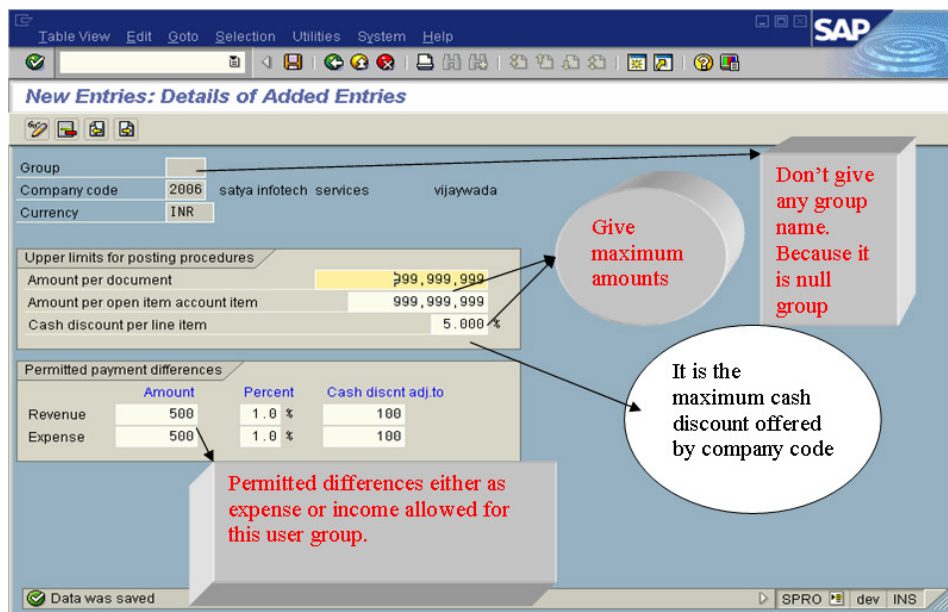 Table View Edit Goto Selection Utilities System Help
SAP
New Entries: Details of Added Entries
Group
Company code 2006 satya infotech services vijaywada
Currency INR
Don't give
any group
name.
Because it
is null
group
Give
maximum
amounts
Upper limits for posting procedures
Amount per document 999,999,999
Amount per open item account item 999,999,999
Cash discount per line item 5.000 %
It is the
maximum cash
discount offered
by company code
Permitted payment differences
Amount Percent Cash discnt adj.to
Revenue 500 1.0 % 100
Expense 500 1.0 % 100
Permitted differences either as
expense or income allowed for
this user group.
Data was saved
SPRO dev INS